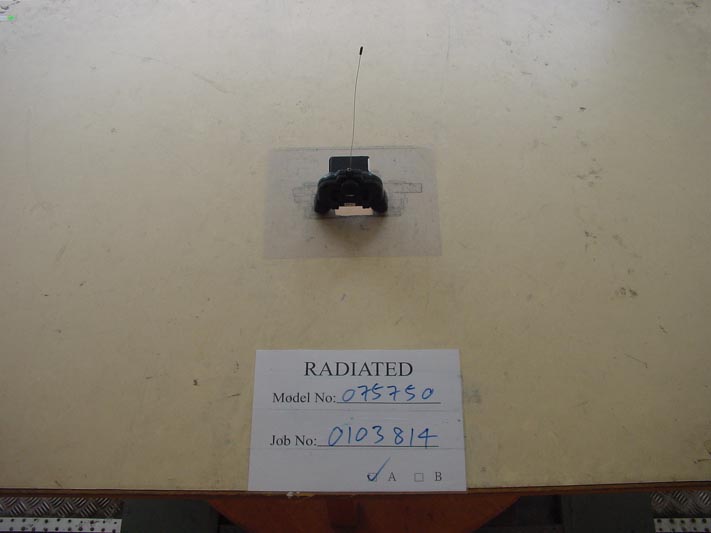 RADIATED
Model No: 075750
Job No: 0103814
☑ A ☐ B